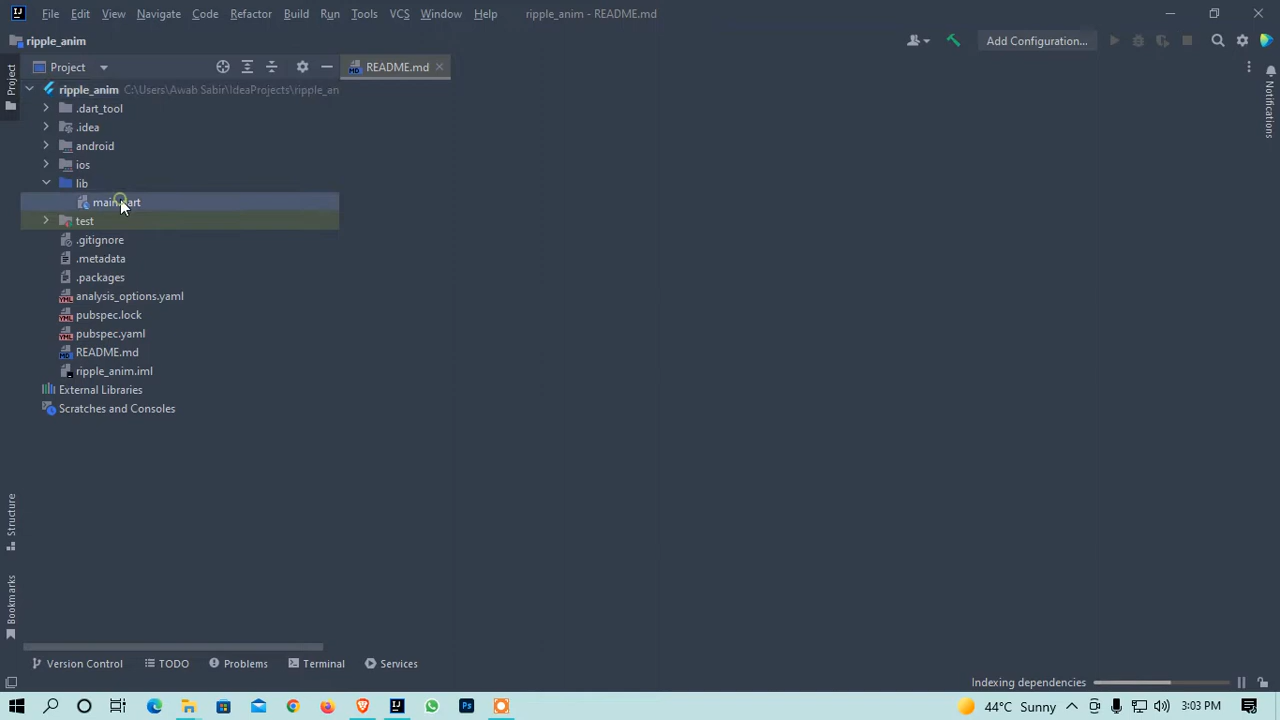 File Edit View Navigate Code Refactor Build Run Tools VCS Window Help ripple_anim - README.md
ripple_anim Add Configuration...
Project README.md
ripple_anim C:\Users\Awab Sabir\IdeaProjects\ripple_an
.dart_tool
.idea
android
ios
lib
main.dart
test
.gitignore
.metadata
.packages
analysis_options.yaml
pubspec.lock
pubspec.yaml
README.md
ripple_anim.iml
External Libraries
Scratches and Consoles
Project
Structure
Bookmarks
Notifications
Version Control TODO Problems Terminal Services
Indexing dependencies
44°C Sunny 3:03 PM